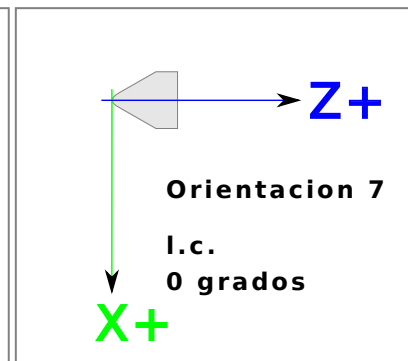 Z+
Orientacion 7
l.c.
0 grados
X+